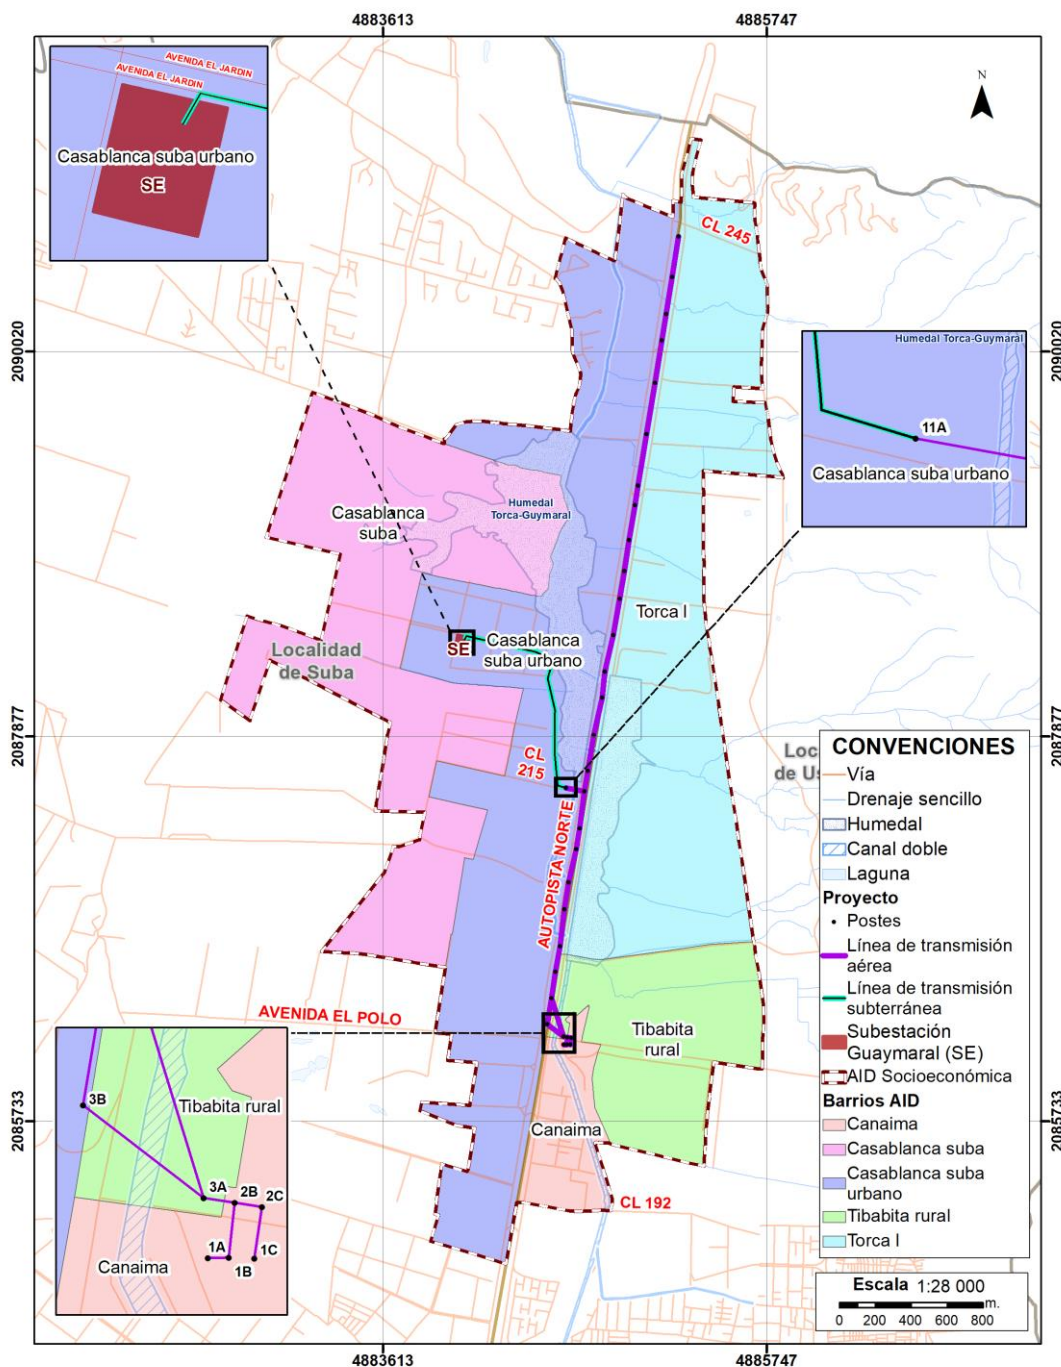 4883613
4885747
AVENIDA EL JARDIN
AVENIDA EL JARDIN
Casablanca suba urbano
SE
N
CL 245
2090020
2090020
Humedal Torca-Guymaral
11A
Casablanca suba urbano
Casablanca
suba
Humedal
Torca-Guymaral
Torca I
SE
Casablanca
suba urbano
Localidad
de Suba
2087877
2087877
CL
215
AUTOPISTA NORTE
CONVENCIONES
Vía
Drenaje sencillo
Humedal
Canal doble
Laguna
Proyecto
Postes
Línea de transmisión
aérea
Línea de transmisión
subterránea
Subestación
Guaymaral (SE)
AID Socioeconómica
Barrios AID
Canaima
Casablanca suba
Casablanca suba
urbano
Tibabita rural
Torca I
AVENIDA EL POLO
Tibabita
rural
3B
Tibabita rural
3A
2B
2C
1A
1B
1C
Canaima
Canaima
2085733
2085733
CL 192
Escala 1:28 000
m.
0 200 400 600 800
4883613
4885747